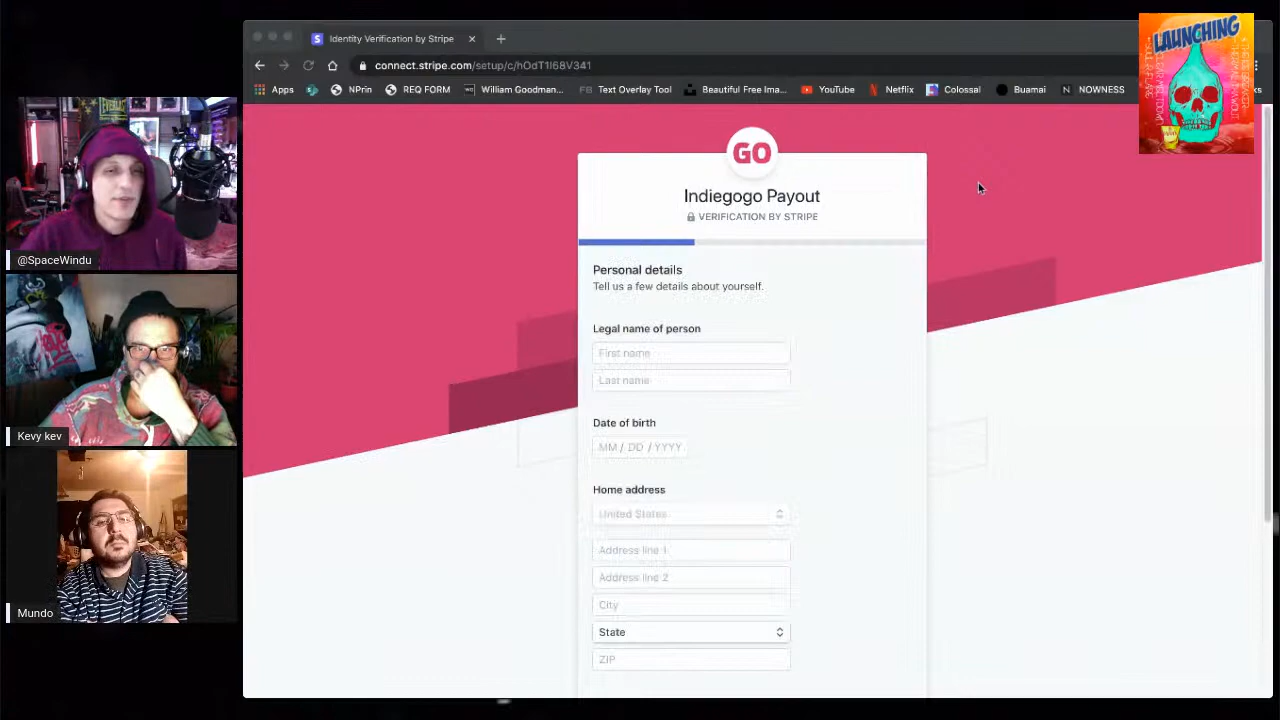 Identity Verification by Stripe
connect.stripe.com/setup/c/hOdT1I68V341
Apps
NPrin
REQ FORM
William Goodman...
FB Text Overlay Tool
Beautiful Free Ima...
YouTube
Netflix
Colossal
Buamai
N NOWNESS
LAUNCHING
GO
Indiegogo Payout
VERIFICATION BY STRIPE
Personal details
Tell us a few details about yourself.
Legal name of person
First name
Last name
Date of birth
MM / DD / YYYY
Home address
United States
Address line 1
Address line 2
City
State
ZIP
@SpaceWindu
Kevy kev
Mundo